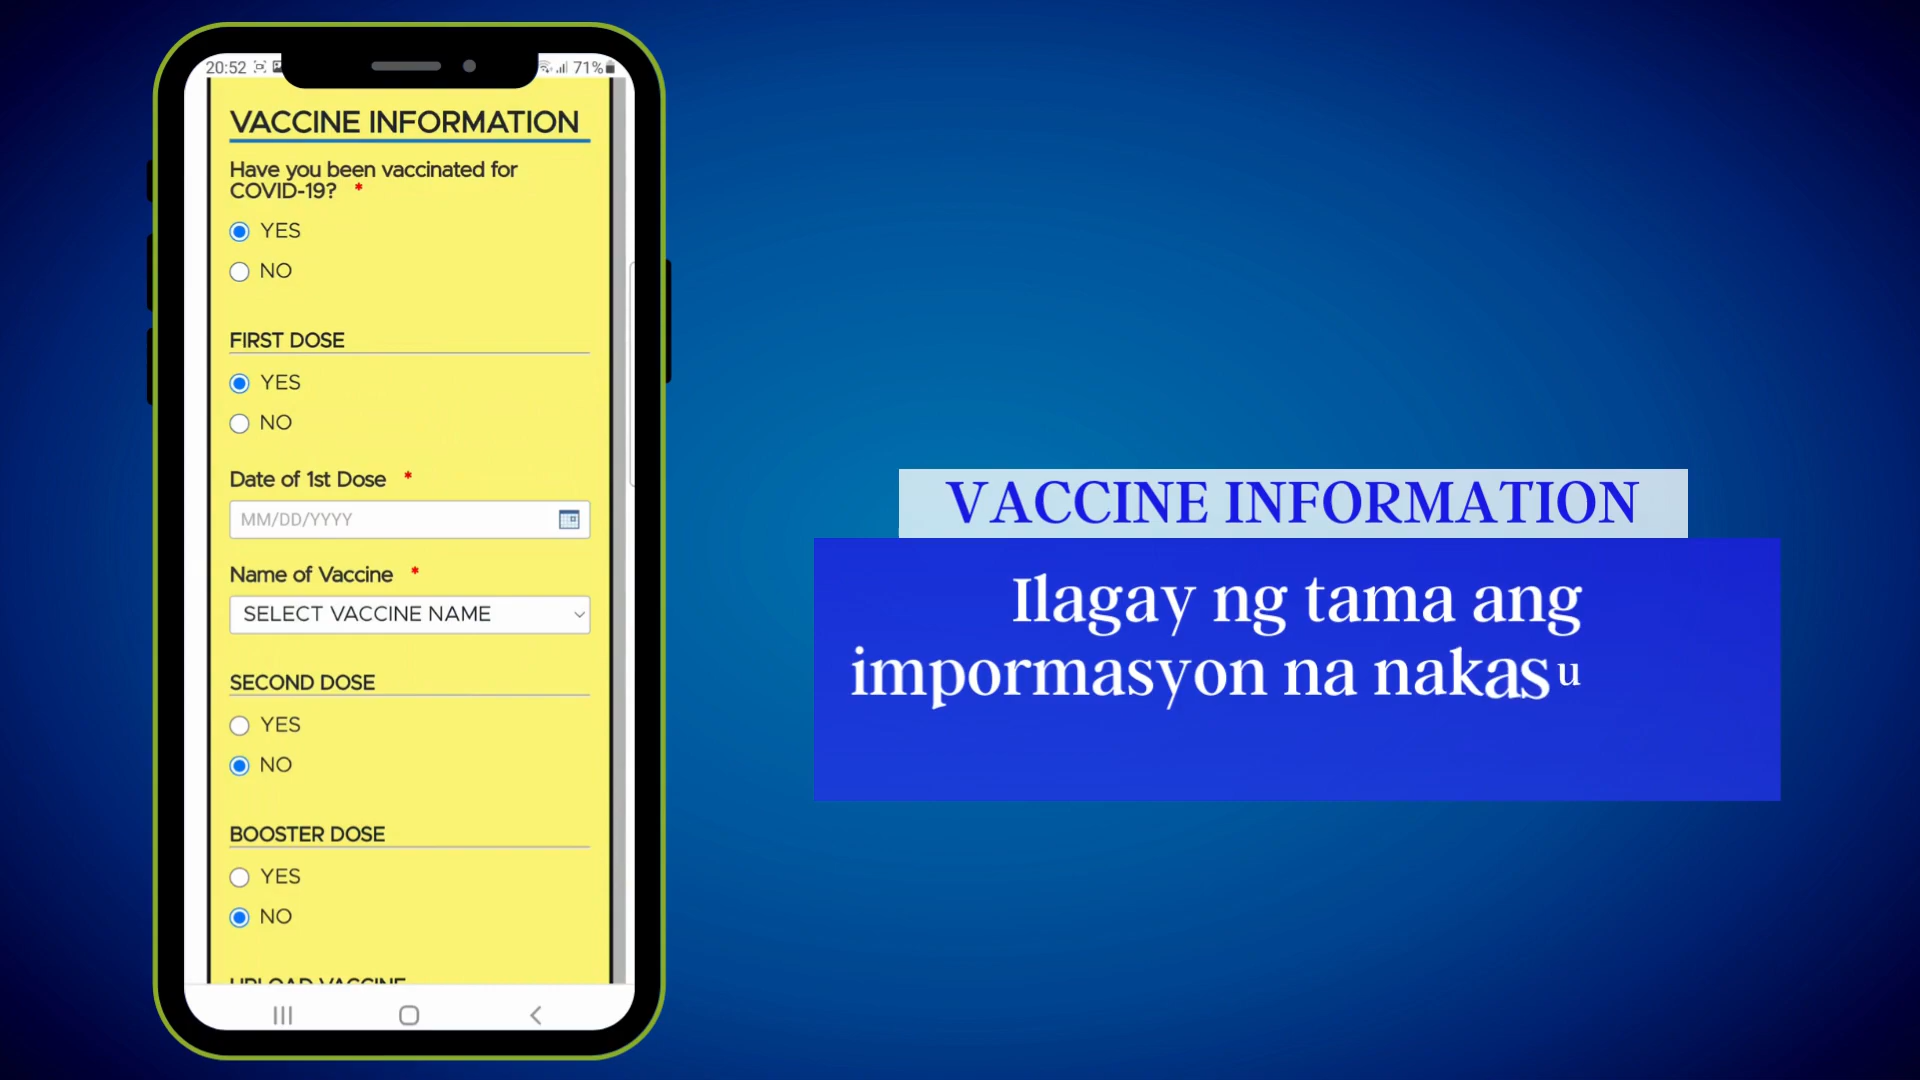 20:52
71%
VACCINE INFORMATION
Have you been vaccinated for
COVID-19? *
YES
NO
FIRST DOSE
YES
NO
Date of 1st Dose *
MM/DD/YYYY
Name of Vaccine *
SELECT VACCINE NAME
SECOND DOSE
YES
NO
BOOSTER DOSE
YES
NO
UPLOAD VACCINE
VACCINE INFORMATION
Ilagay ng tama ang
impormasyon na nakasu